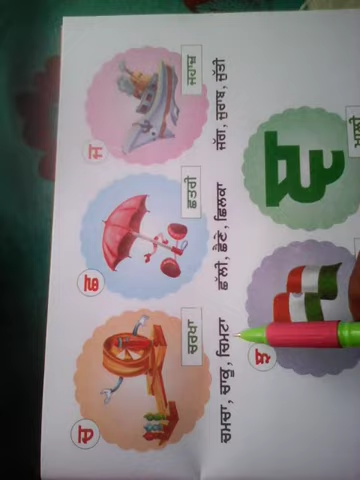 ਚ ਛ ਜ
ਚਰਖਾ ਛਤਰੀ ਜਹਾਜ਼
ਚਮਚਾ, ਚਾਕੂ, ਚਿਮਟਾ ਛੱਲੀ, ਛੈਣੇ, ਛਿਲਕਾ ਜੱਗ, ਜੁਰਾਬ, ਜੁੱਤੀ
ਝ ਞ
ਖਾਲੀ